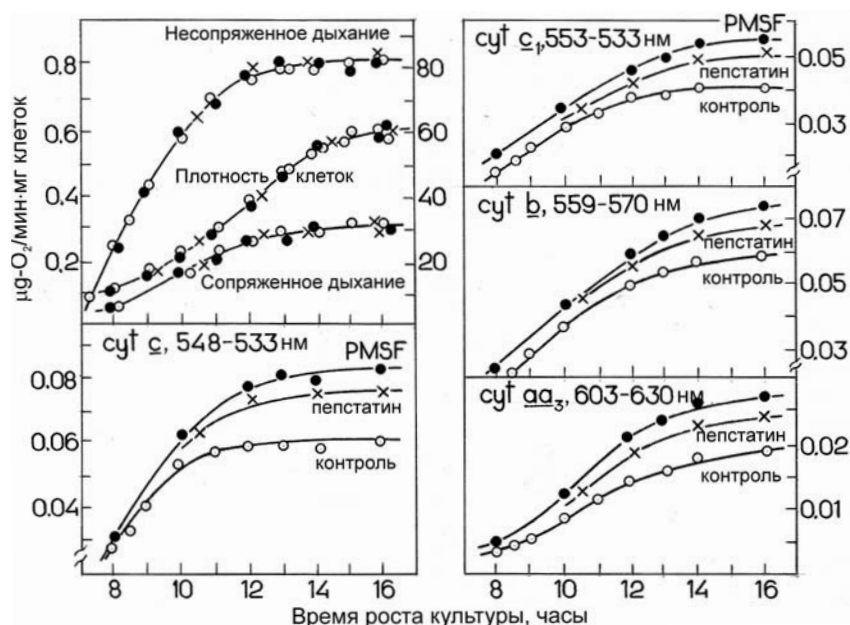 Несопряженное дыхание
0.8
0.6
0.4
0.2
80
60
40
20
Плотность клеток
Сопряженное дыхание
µg-O₂/мин·мг клеток
cyt c, 548-533 нм
PMSF
пепстатин
контроль
0.08
0.06
0.04
8 10 12 14 16
cyt c₁, 553-533 нм
PMSF
пепстатин
контроль
0.05
0.03
cyt b, 559-570 нм
пепстатин
контроль
0.07
0.05
0.03
cyt aa₃, 603-630 нм
пепстатин
контроль
0.02
0.01
8 10 12 14 16
Время роста культуры, часы